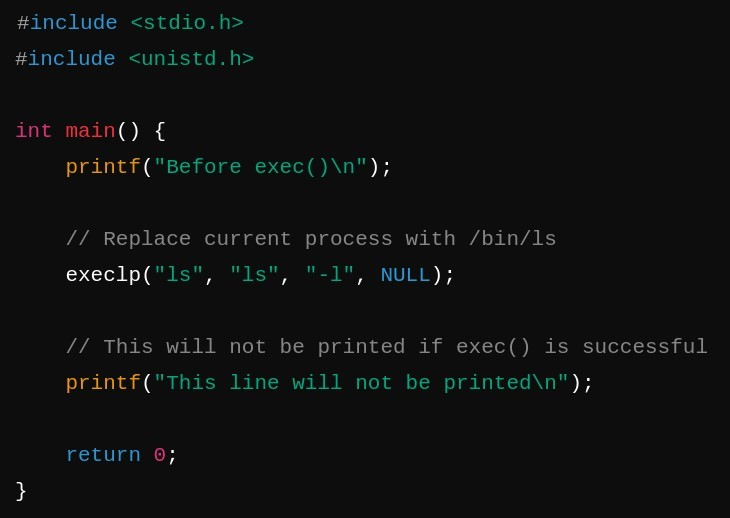 #include <stdio.h>
#include <unistd.h>

int main() {
    printf("Before exec()\n");

    // Replace current process with /bin/ls
    execlp("ls", "ls", "-l", NULL);

    // This will not be printed if exec() is successful
    printf("This line will not be printed\n");

    return 0;
}